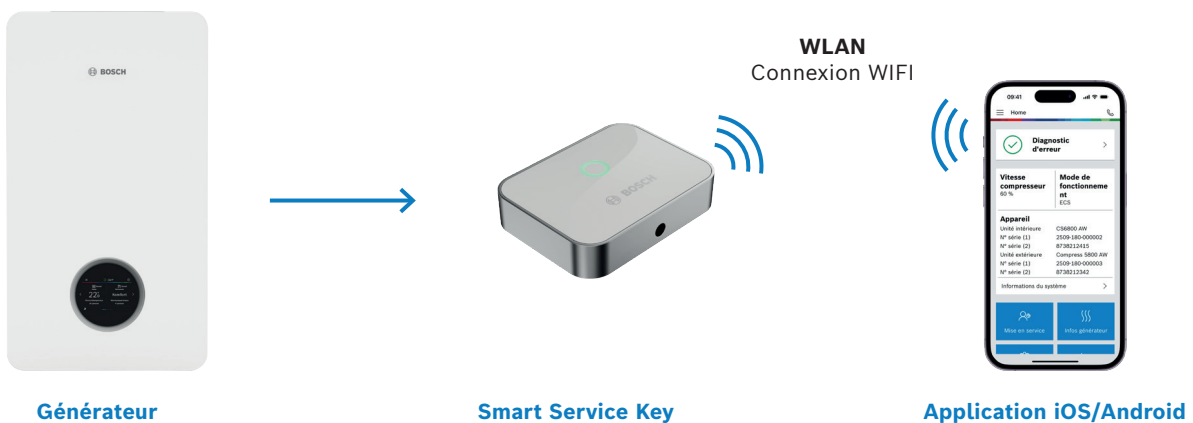 BOSCH
WLAN
Connexion WIFI
BOSCH
09:41
Home
Diagnostic
d'erreur
Vitesse
compresseur
60 %
Mode de
fonctionneme
nt
ECS
Appareil
Unité intérieure CS6800 AW
N° série (1) 2509-180-000002
N° série (2) 8738212415
Unité extérieure Compress 5800 AW
N° série (1) 2509-180-000003
N° série (2) 8738212342
Informations du système
Mise en service
Infos générateur
Générateur
Smart Service Key
Application iOS/Android